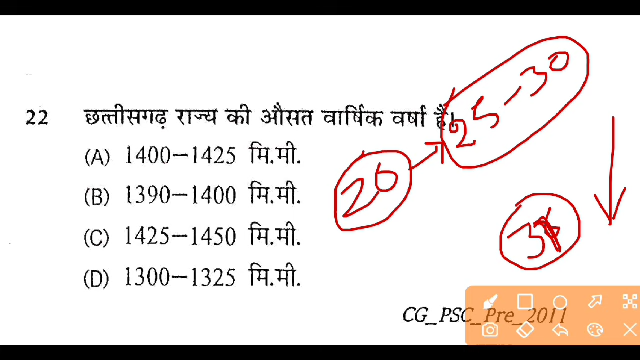 22 छत्तीसगढ़ राज्य की औसत वार्षिक वर्षा है।
(A) 1400–1425 मि.मी.
(B) 1390–1400 मि.मी.
(C) 1425–1450 मि.मी.
(D) 1300–1325 मि.मी.
25-30
20
CG_PSC_Pre_2011